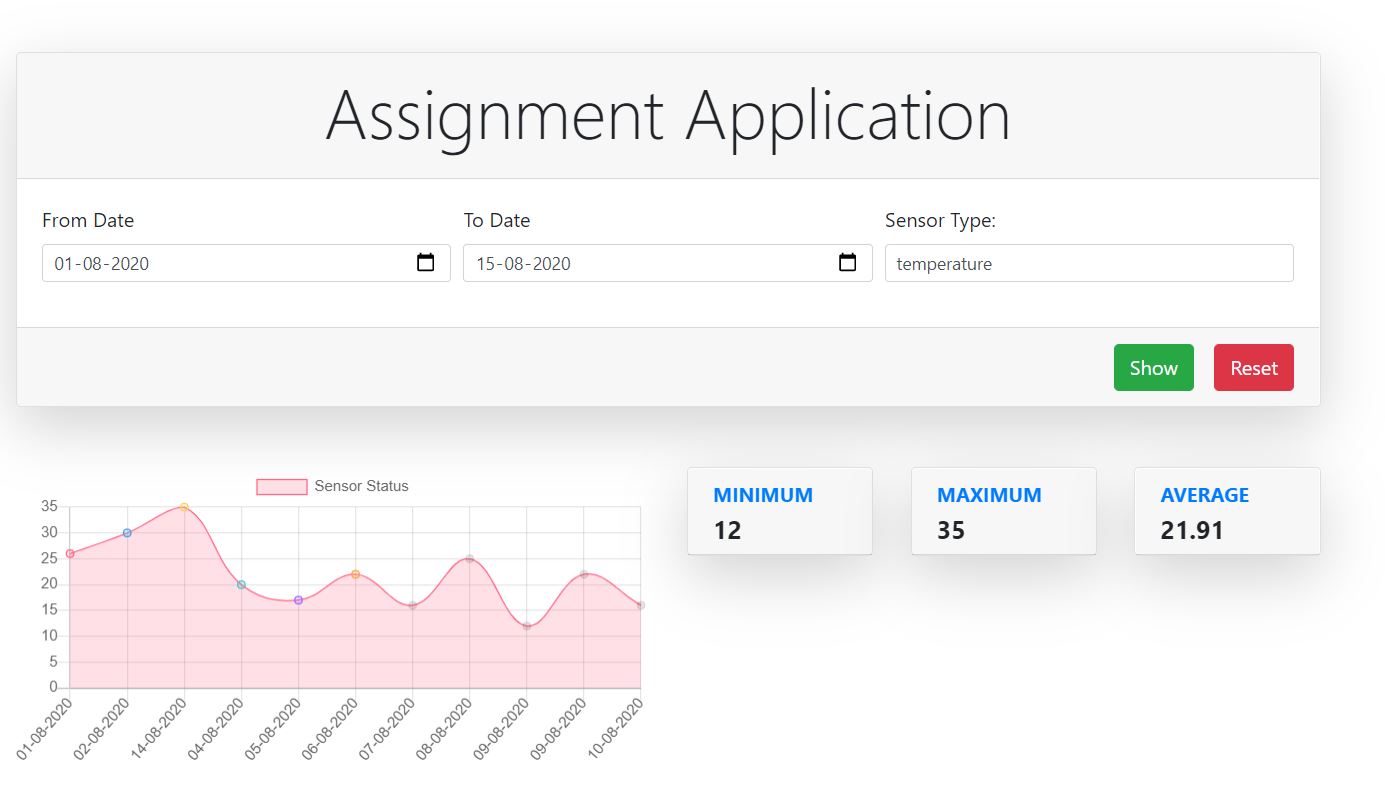 Assignment Application
From Date
To Date
Sensor Type:
01-08-2020
15-08-2020
temperature
Show
Reset
Sensor Status
35
30
25
20
15
10
5
0
01-08-2020
02-08-2020
14-08-2020
04-08-2020
05-08-2020
06-08-2020
07-08-2020
08-08-2020
09-08-2020
09-08-2020
10-08-2020
MINIMUM
12
MAXIMUM
35
AVERAGE
21.91